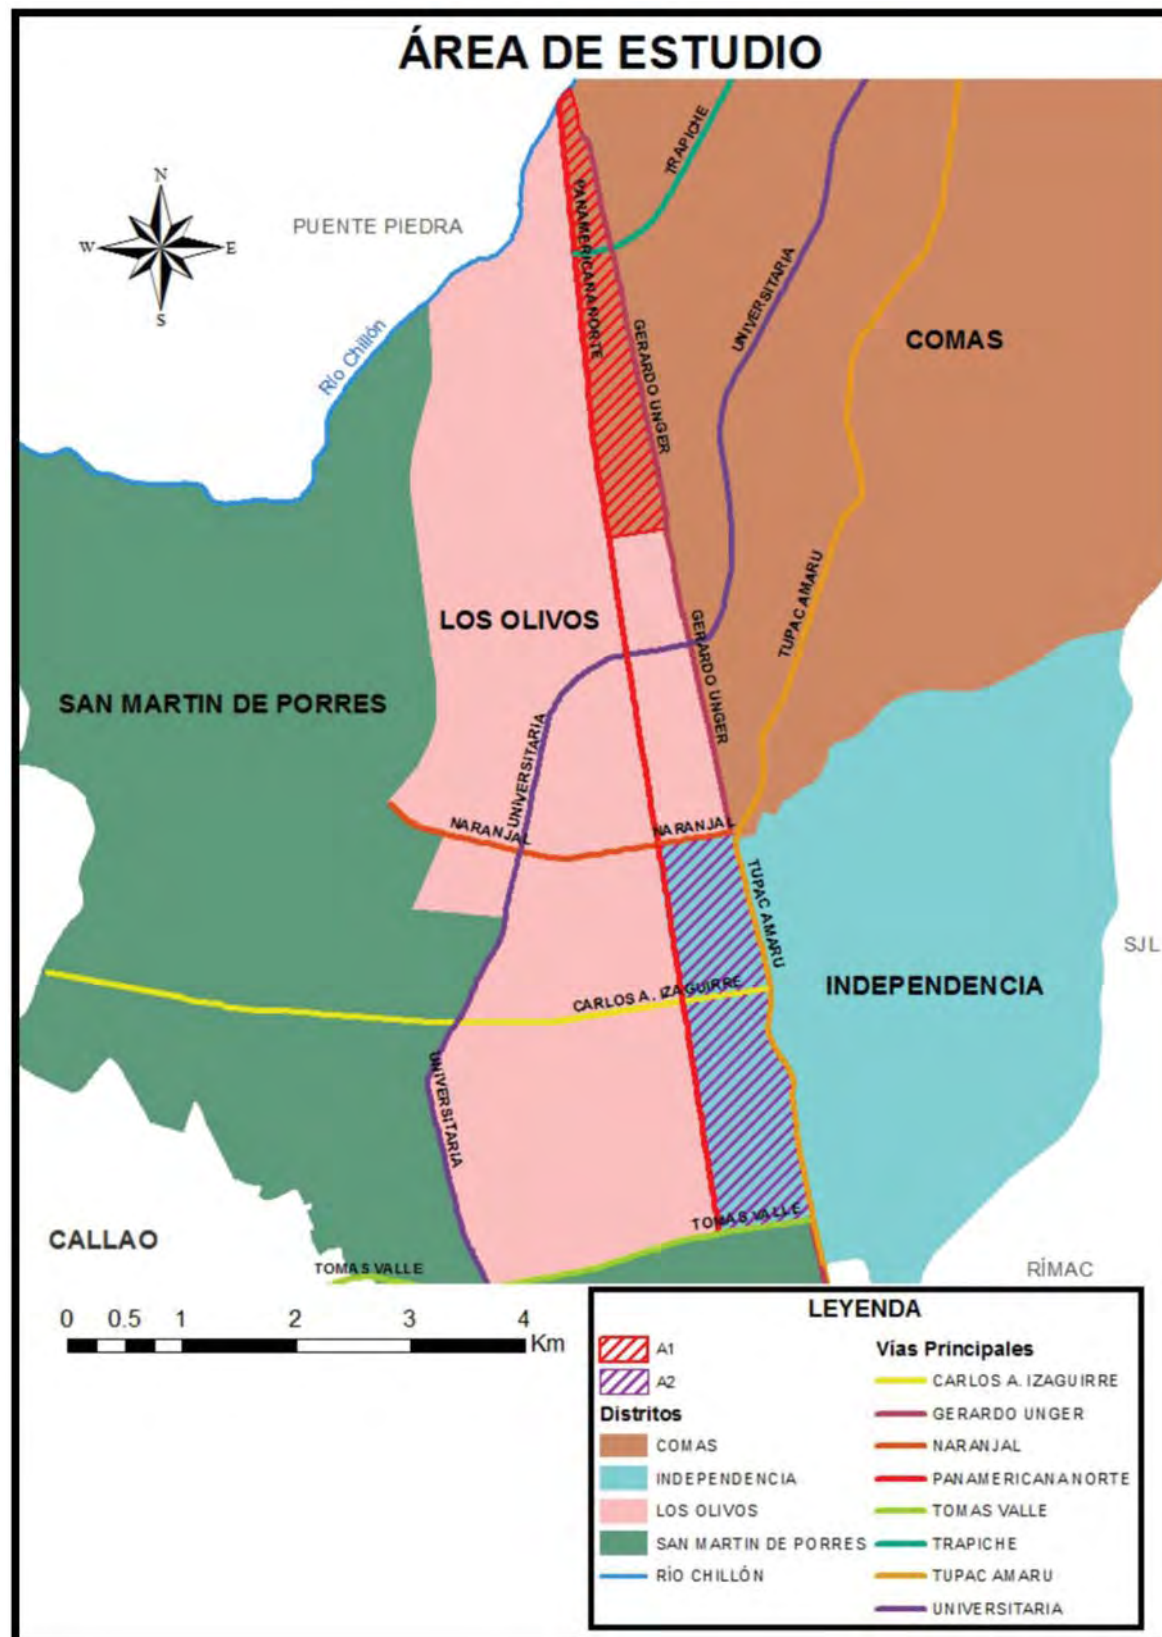 ÁREA DE ESTUDIO
TRAPICHE
N
PANAMERICANA NORTE
PUENTE PIEDRA
W
E
UNIVERSITARIA
S
GERARDO UNGER
COMAS
Río Chillón
TUPAC AMARU
LOS OLIVOS
GERARDO UNGER
SAN MARTIN DE PORRES
UNIVERSITARIA
NARANJAL
NARANJAL
TUPAC AMARU
SJL
INDEPENDENCIA
CARLOS A. IZAGUIRRE
UNIVERSITARIA
TOMAS VALLE
CALLAO
TOMAS VALLE
RÍMAC
0 0.5 1 2 3 4
Km
LEYENDA
A1
A2
Distritos
COMAS
INDEPENDENCIA
LOS OLIVOS
SAN MARTIN DE PORRES
RÍO CHILLÓN
Vías Principales
CARLOS A. IZAGUIRRE
GERARDO UNGER
NARANJAL
PANAMERICANA NORTE
TOMAS VALLE
TRAPICHE
TUPAC AMARU
UNIVERSITARIA